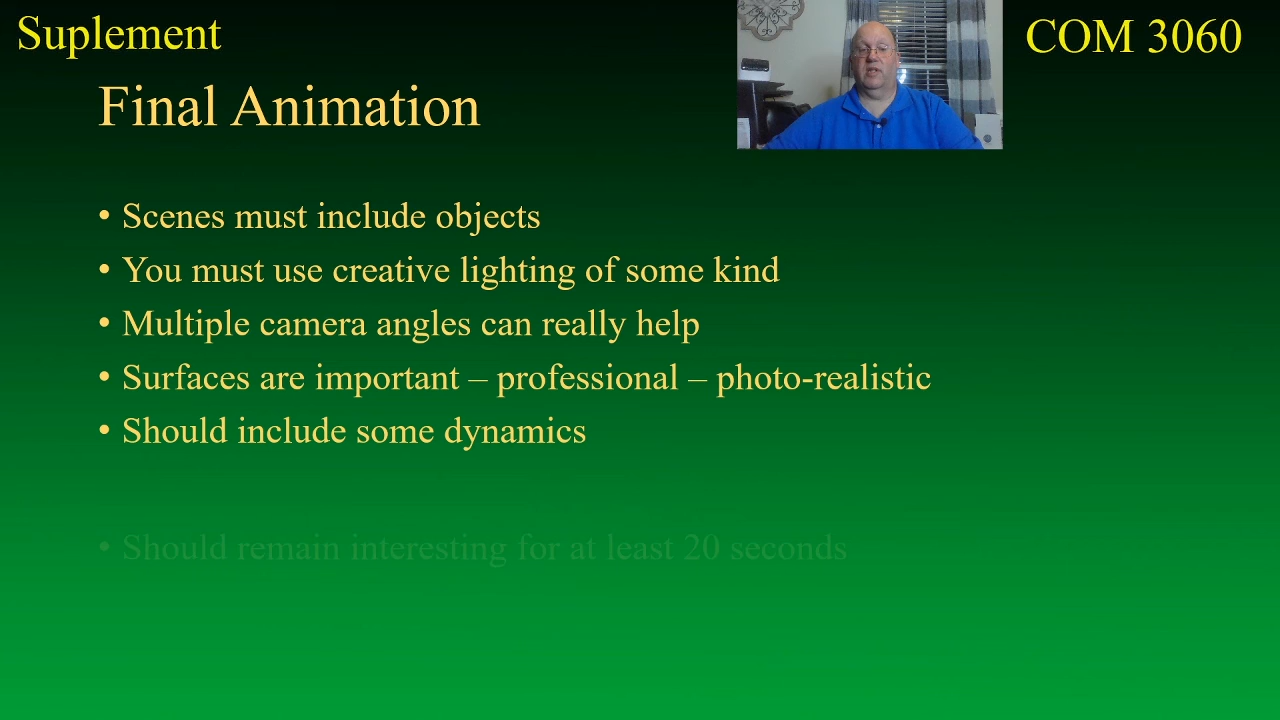 Suplement
COM 3060
Final Animation
• Scenes must include objects
• You must use creative lighting of some kind
• Multiple camera angles can really help
• Surfaces are important – professional – photo-realistic
• Should include some dynamics
• Should remain interesting for at least 20 seconds